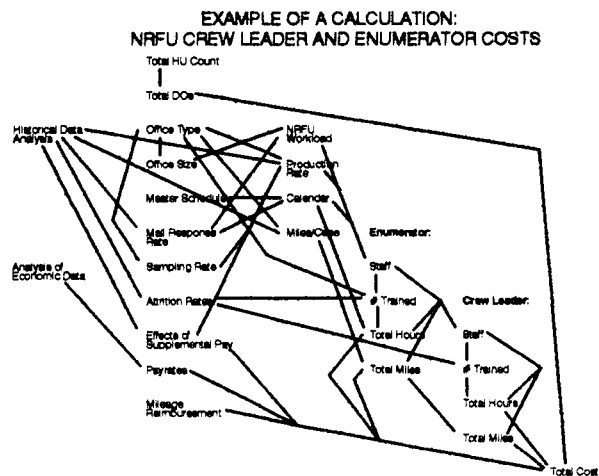 EXAMPLE OF A CALCULATION:
NRFU CREW LEADER AND ENUMERATOR COSTS
Total HU Count
Total DOs
Historical Data
Analysis
Office Type
NRFU
Workload
Office Size
Production
Rate
Master Schedule
Calendar
Mail Response
Rate
Miles/Case
Enumerator:
Analysis of
Economic Data
Sampling Rate
Staff
Attrition Rates
# Trained
Crew Leader:
Effects of
Supplemental Pay
Total Hours
Staff
Payrates
Total Miles
# Trained
Mileage
Reimbursement
Total Hours
Total Miles
Total Cost